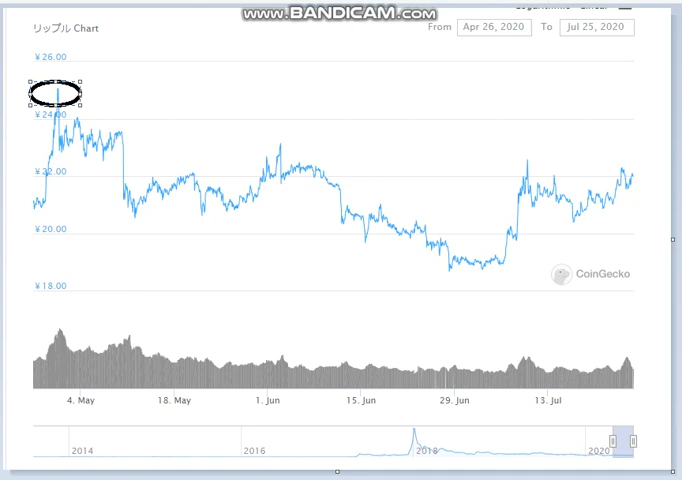 www.BANDICAM.com
リップル Chart
From Apr 26, 2020 To Jul 25, 2020
¥26.00
¥24.00
¥22.00
¥20.00
¥18.00
CoinGecko
4. May 18. May 1. Jun 15. Jun 29. Jun 13. Jul
2014 2016 2018 2020